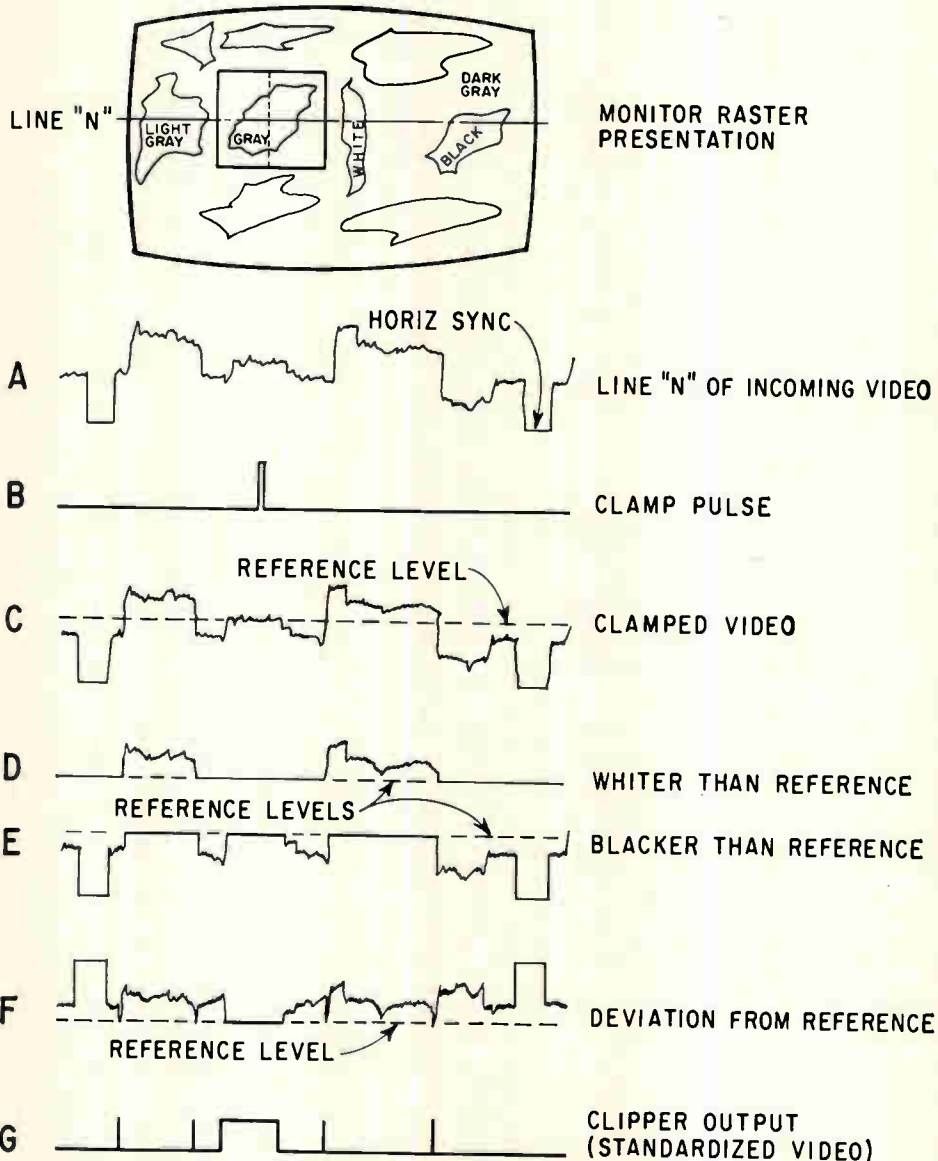 DARK
GRAY
LINE "N"
LIGHT
GRAY
GRAY
WHITE
BLACK
MONITOR RASTER
PRESENTATION
HORIZ SYNC
A
LINE "N" OF INCOMING VIDEO
B
CLAMP PULSE
REFERENCE LEVEL
C
CLAMPED VIDEO
D
WHITER THAN REFERENCE
REFERENCE LEVELS
E
BLACKER THAN REFERENCE
F
DEVIATION FROM REFERENCE
REFERENCE LEVEL
G
CLIPPER OUTPUT
(STANDARDIZED VIDEO)